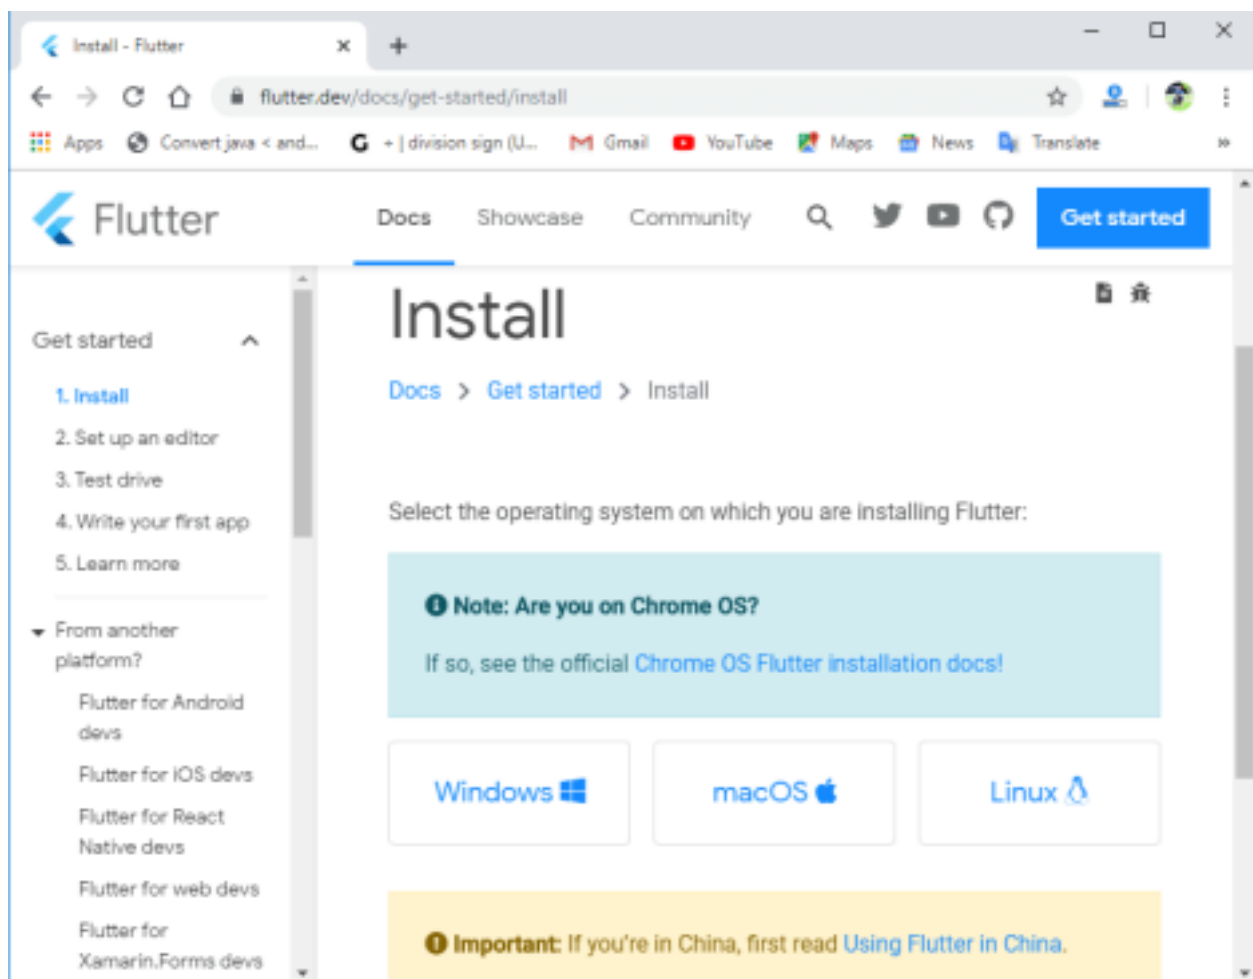 Install - Flutter
flutter.dev/docs/get-started/install
Apps Convert java < and... G + | division sign (U... Gmail YouTube Maps News Translate »
Flutter Docs Showcase Community Get started
Get started
1. Install
2. Set up an editor
3. Test drive
4. Write your first app
5. Learn more
From another
platform?
Flutter for Android
devs
Flutter for iOS devs
Flutter for React
Native devs
Flutter for web devs
Flutter for
Xamarin.Forms devs
Install
Docs > Get started > Install
Select the operating system on which you are installing Flutter:
Note: Are you on Chrome OS?
If so, see the official Chrome OS Flutter installation docs!
Windows macOS Linux
Important: If you're in China, first read Using Flutter in China.